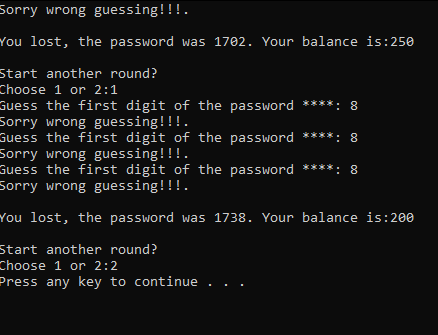 Sorry wrong guessing!!!.
You lost, the password was 1702. Your balance is:250
Start another round?
Choose 1 or 2:1
Guess the first digit of the password ****: 8
Sorry wrong guessing!!!.
Guess the first digit of the password ****: 8
Sorry wrong guessing!!!.
Guess the first digit of the password ****: 8
Sorry wrong guessing!!!.
You lost, the password was 1738. Your balance is:200
Start another round?
Choose 1 or 2:2
Press any key to continue . . .